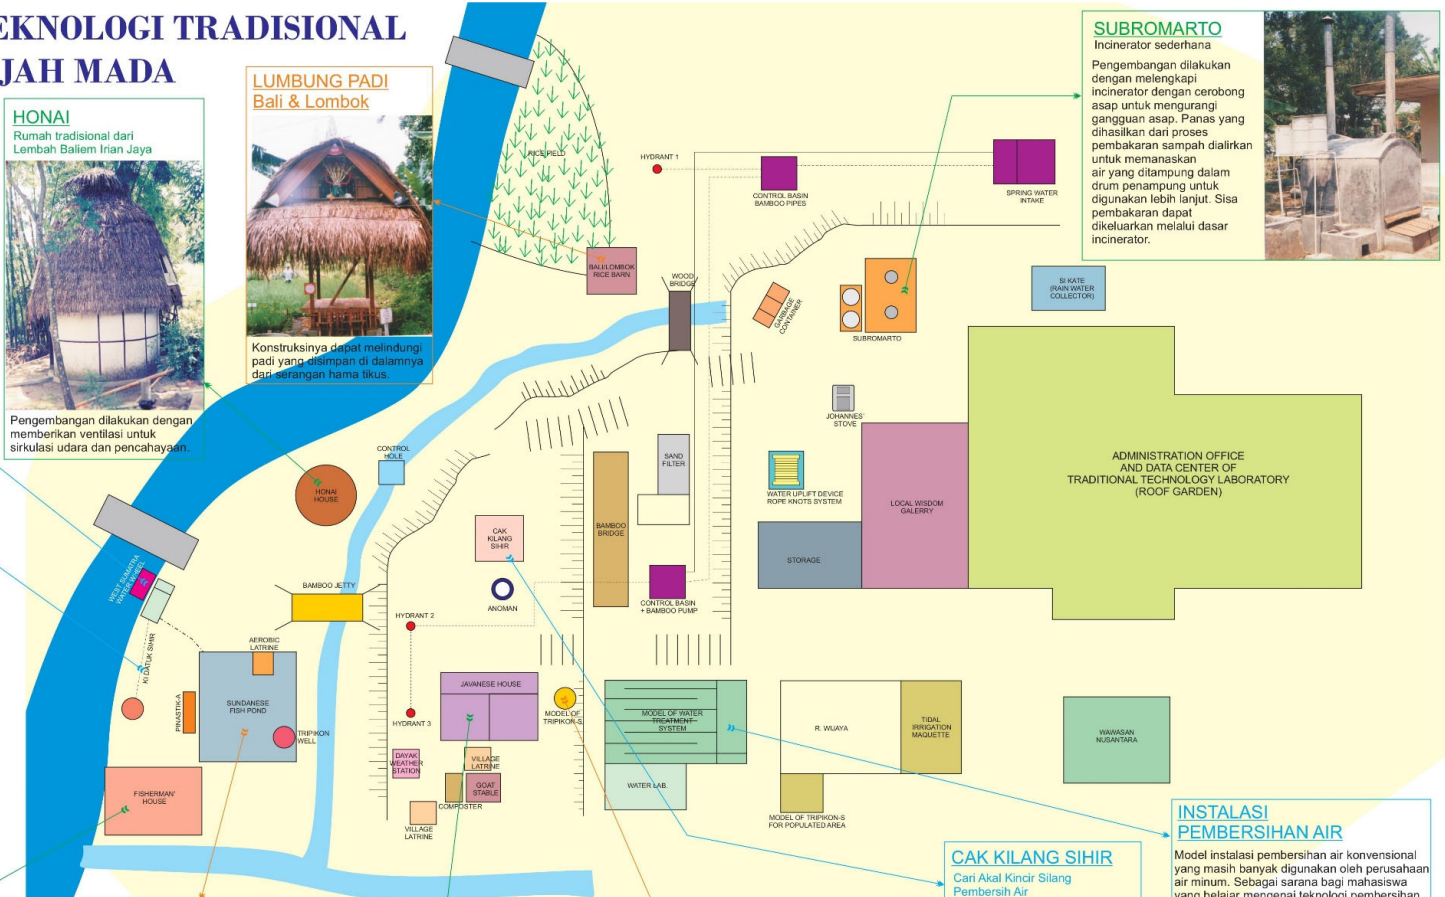 EKNOLOGI TRADISIONAL
JAH MADA
HONAI
Rumah tradisional dari
Lembah Baliem Irian Jaya
Pengembangan dilakukan dengan
memberikan ventilasi untuk
sirkulasi udara dan pencahayaan.
LUMBUNG PADI
Bali & Lombok
Konstruksinya dapat melindungi
padi yang disimpan di dalamnya
dari serangan hama tikus.
SUBROMARTO
Incinerator sederhana
Pengembangan dilakukan
dengan melengkapi
incinerator dengan cerobong
asap untuk mengurangi
gangguan asap. Panas yang
dihasilkan dari proses
pembakaran sampah dialirkan
untuk memanaskan
air yang ditampung dalam
drum penampung untuk
digunakan lebih lanjut. Sisa
pembakaran dapat
dikeluarkan melalui dasar
incinerator.
RICE PIELD
HYDRANT 1
CONTROL BASIN
BAMBOO PIPES
SPRING WATER
INTAKE
BALI/LOMBOK
RICE BARN
WOOD
BRIDGE
GARBAGE
CONTAINER
SUBROMARTO
SI KATE
(RAIN WATER
COLLECTOR)
JOHANNES'
STOVE
CONTROL
HOLE
HONAI
HOUSE
SAND
FILTER
WATER UPLIFT DEVICE
ROPE KNOTS SYSTEM
ADMINISTRATION OFFICE
AND DATA CENTER OF
TRADITIONAL TECHNOLOGY LABORATORY
(ROOF GARDEN)
LOCAL WISDOM
GALERRY
CAK
KILANG
SIHIR
BAMBOO
BRIDGE
STORAGE
WEST SUMATRA
WATER WHEEL
BAMBOO JETTY
ANOMAN
CONTROL BASIN
+ BAMBOO PUMP
HYDRANT 2
KI DATUK SIHIR
AEROBIC
LATRINE
PINASTIK-A
SUNDANESE
FISH POND
TRIPIKON
WELL
JAVANESE HOUSE
HYDRANT 3
MODEL OF
TRIPIKON-S
MODEL OF WATER
TREATMENT
SYSTEM
R. WIJAYA
TIDAL
IRRIGATION
MAQUETTE
WAWASAN
NUSANTARA
DAYAK
WEATHER
STATION
VILLAGE
LATRINE
GOAT
STABLE
COMPOSTER
VILLAGE
LATRINE
WATER LAB.
MODEL OF TRIPIKON-S
FOR POPULATED AREA
FISHERMAN'
HOUSE
CAK KILANG SIHIR
Cari Akal Kincir Silang
Pembersih Air
INSTALASI
PEMBERSIHAN AIR
Model instalasi pembersihan air konvensional
yang masih banyak digunakan oleh perusahaan
air minum. Sebagai sarana bagi mahasiswa
yang belajar mengenai teknologi pembersihan